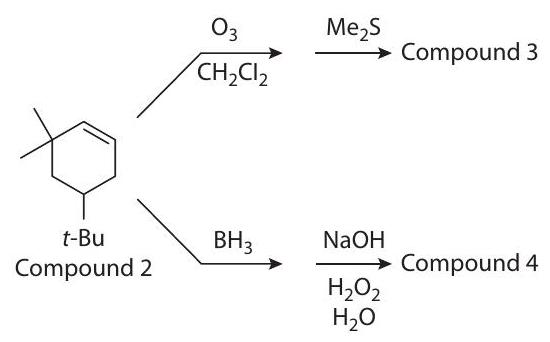 O₃
CH₂Cl₂
Me₂S
Compound 3
t-Bu
Compound 2
BH₃
NaOH
H₂O₂
H₂O
Compound 4